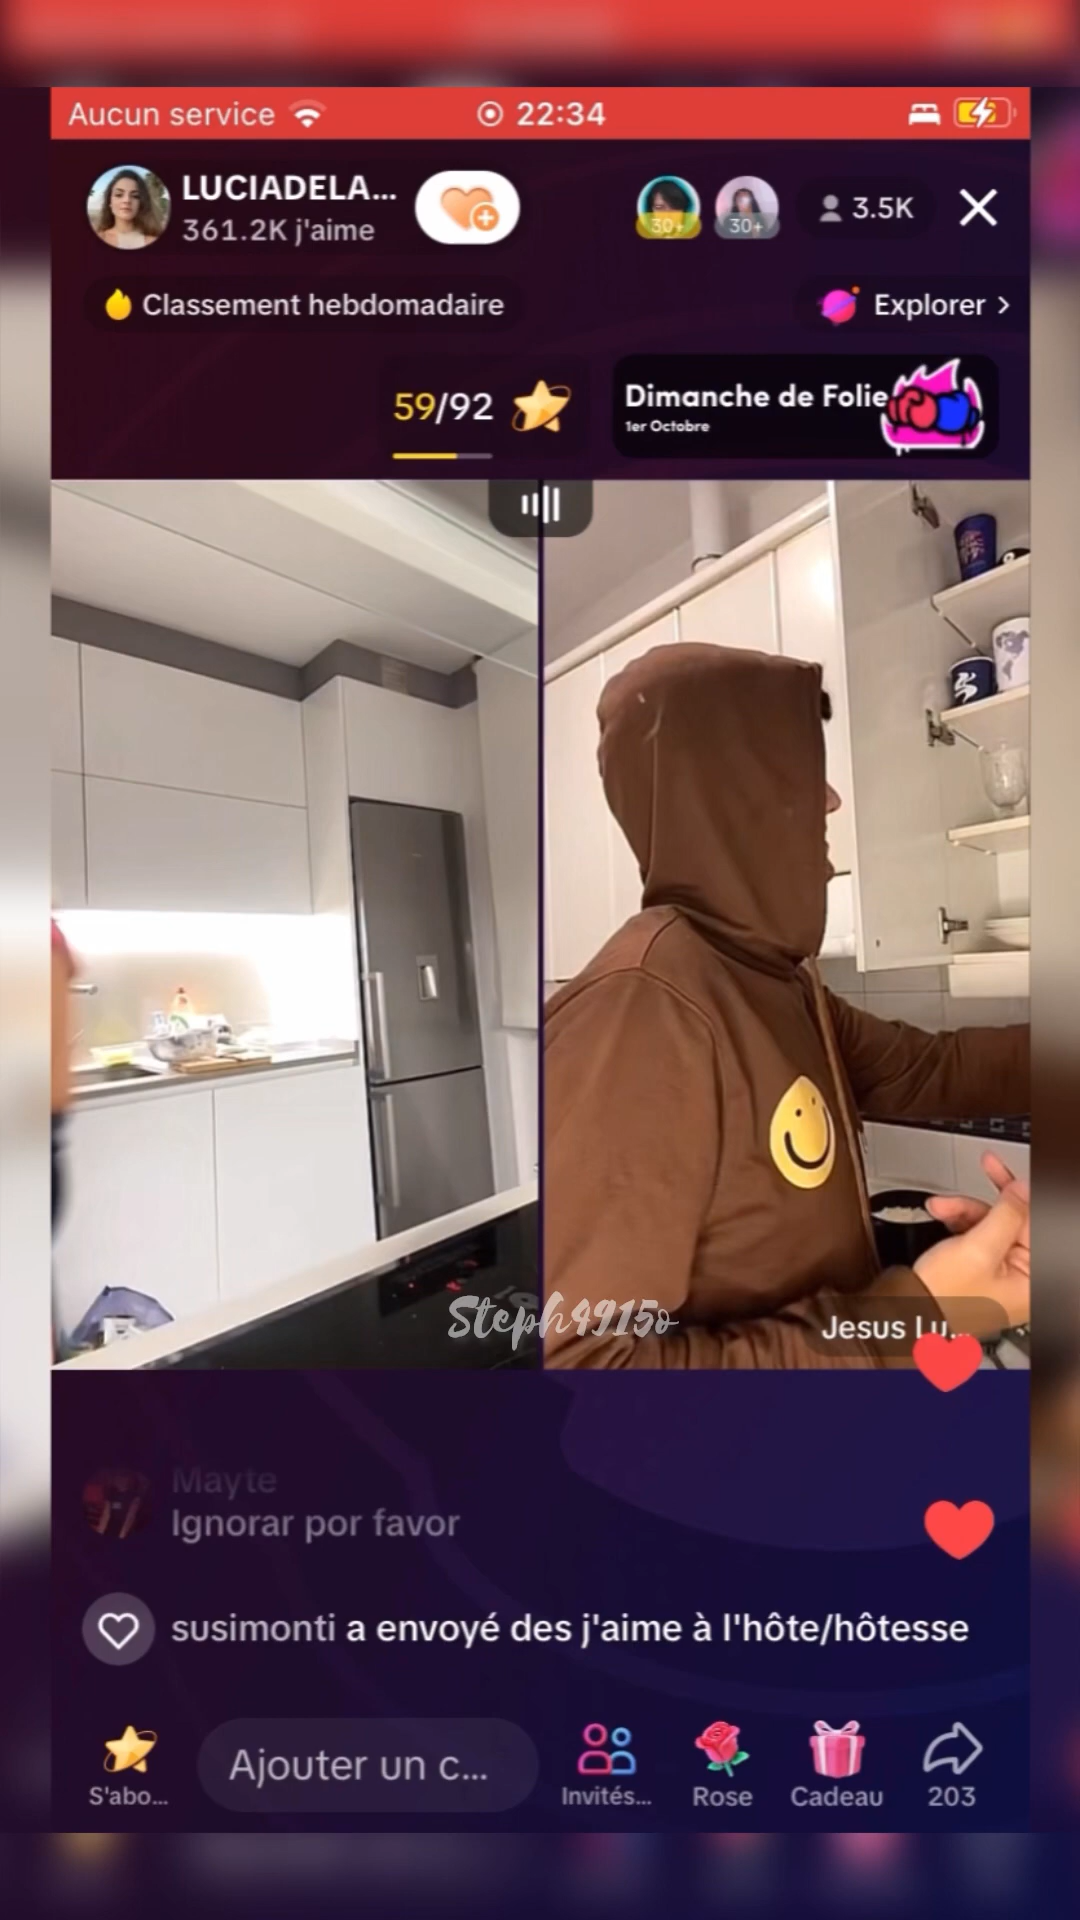 Aucun service
22:34
LUCIADELA...
361.2K j'aime
30+
30+
3.5K
Classement hebdomadaire
Explorer >
59/92
Dimanche de Folie
1er Octobre
Steph4915o
Jesus Lu...
Mayte
Ignorar por favor
susimonti a envoyé des j'aime à l'hôte/hôtesse
S'abo...
Ajouter un c...
Invités...
Rose
Cadeau
203